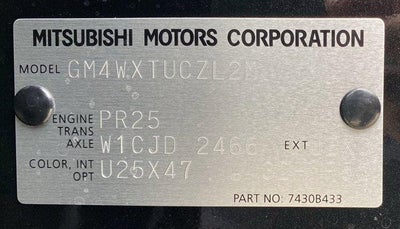 MITSUBISHI MOTORS CORPORATION
MODEL GM4WXTUCZL2
ENGINE PR25
TRANS
AXLE W1CJD 2466 EXT
COLOR, INT U25X47
OPT
PART NO: 7430B433